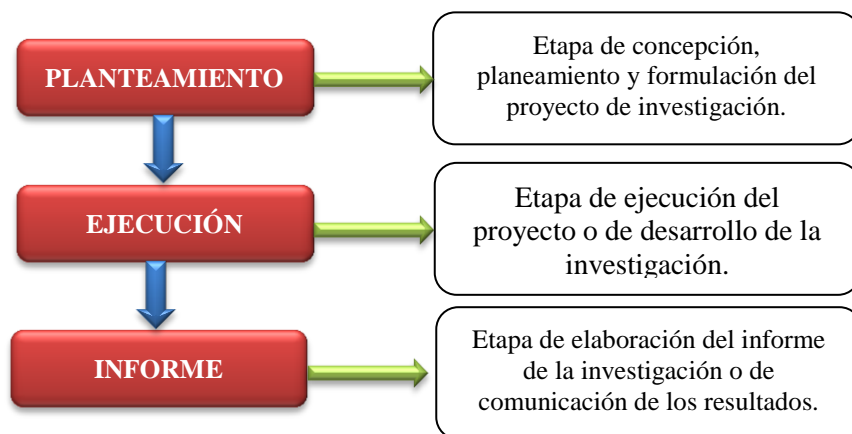 PLANTEAMIENTO
Etapa de concepción,
planeamiento y formulación del
proyecto de investigación.
EJECUCIÓN
Etapa de ejecución del
proyecto o de desarrollo de la
investigación.
INFORME
Etapa de elaboración del informe
de la investigación o de
comunicación de los resultados.